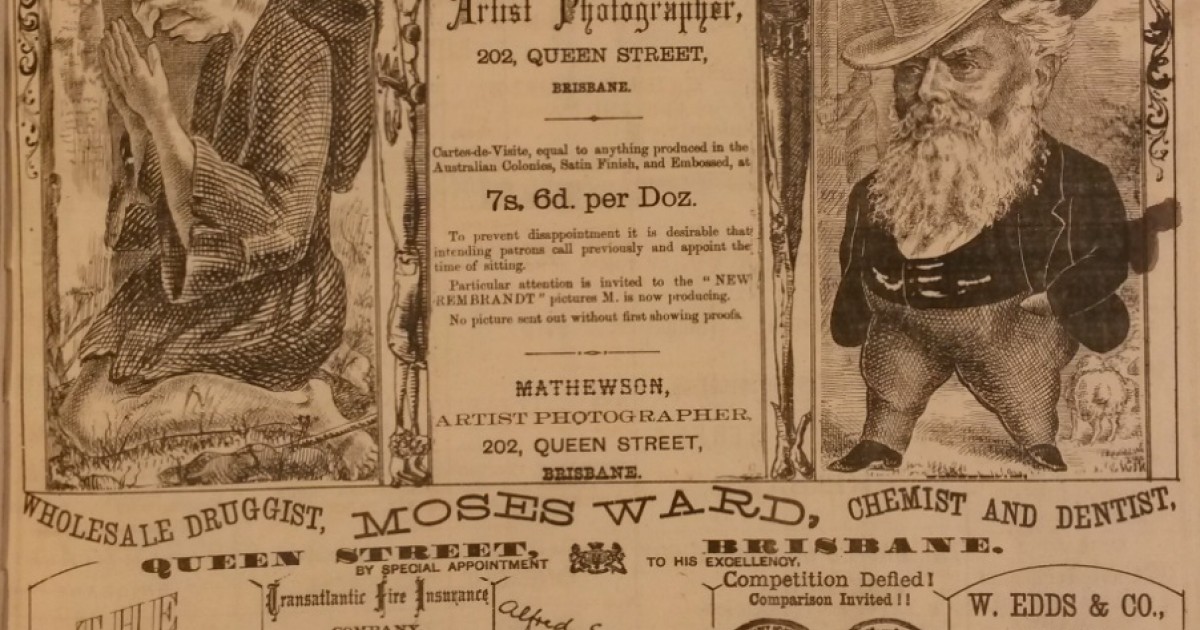 Artist Photographer,
202, QUEEN STREET,
BRISBANE.
Cartes-de-Visite, equal to anything produced in the
Australian Colonies, Satin Finish, and Embossed, at
7s. 6d. per Doz.
To prevent disappointment it is desirable that
intending patrons call previously and appoint the
time of sitting.
Particular attention is invited to the "NEW
REMBRANDT" pictures M. is now producing.
No picture sent out without first showing proofs.
MATHEWSON,
ARTIST PHOTOGRAPHER,
202, QUEEN STREET,
BRISBANE.
WHOLESALE DRUGGIST, MOSES WARD, CHEMIST AND DENTIST,
QUEEN STREET, BRISBANE.
BY SPECIAL APPOINTMENT TO HIS EXCELLENCY,
Transatlantic Fire Insurance
COMPANY
Alfred
Competition Defied!
Comparison Invited!!
W. EDDS & CO.,